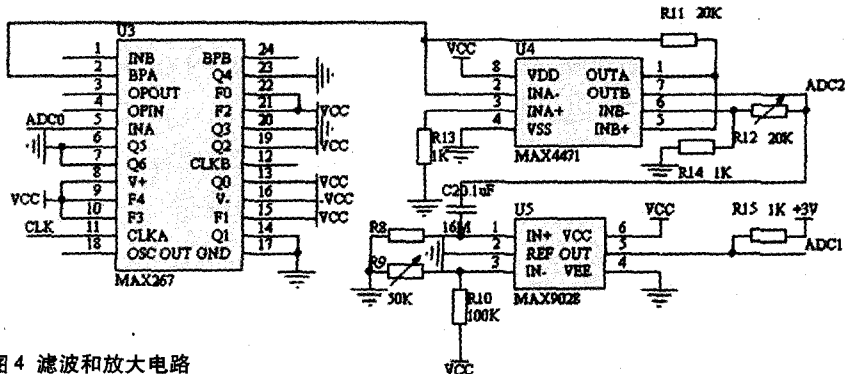 R11 20K
U3
U4
VCC
1 INB BPB 24
2 BPA Q4 23
3 OPOUT F0 22
4 OPIN F2 21 VCC
ADC0 5 INA Q3 20
6 Q5 Q2 19 VCC
7 Q6 CLKB 12
8 V+ Q0 13 VCC
VCC 9 F4 V- 16 -VCC
10 F3 F1 15 VCC
CLK 11 CLKA Q1 14
18 OSC OUT GND 17
MAX267
8 VDD OUTA 1
2 INA- OUTB 7 ADC2
3 INA+ INB- 6
4 VSS INB+ 5
MAX4471
R13
1K
R12 20K
R14 1K
C2 0.1uF
U5
R8 16M
R9
50K
R10
100K
VCC
1 IN+ VCC 6 VCC
2 REF OUT 5
3 IN- VEE 4
MAX9028
R15 1K +3V
ADC1
图4 滤波和放大电路